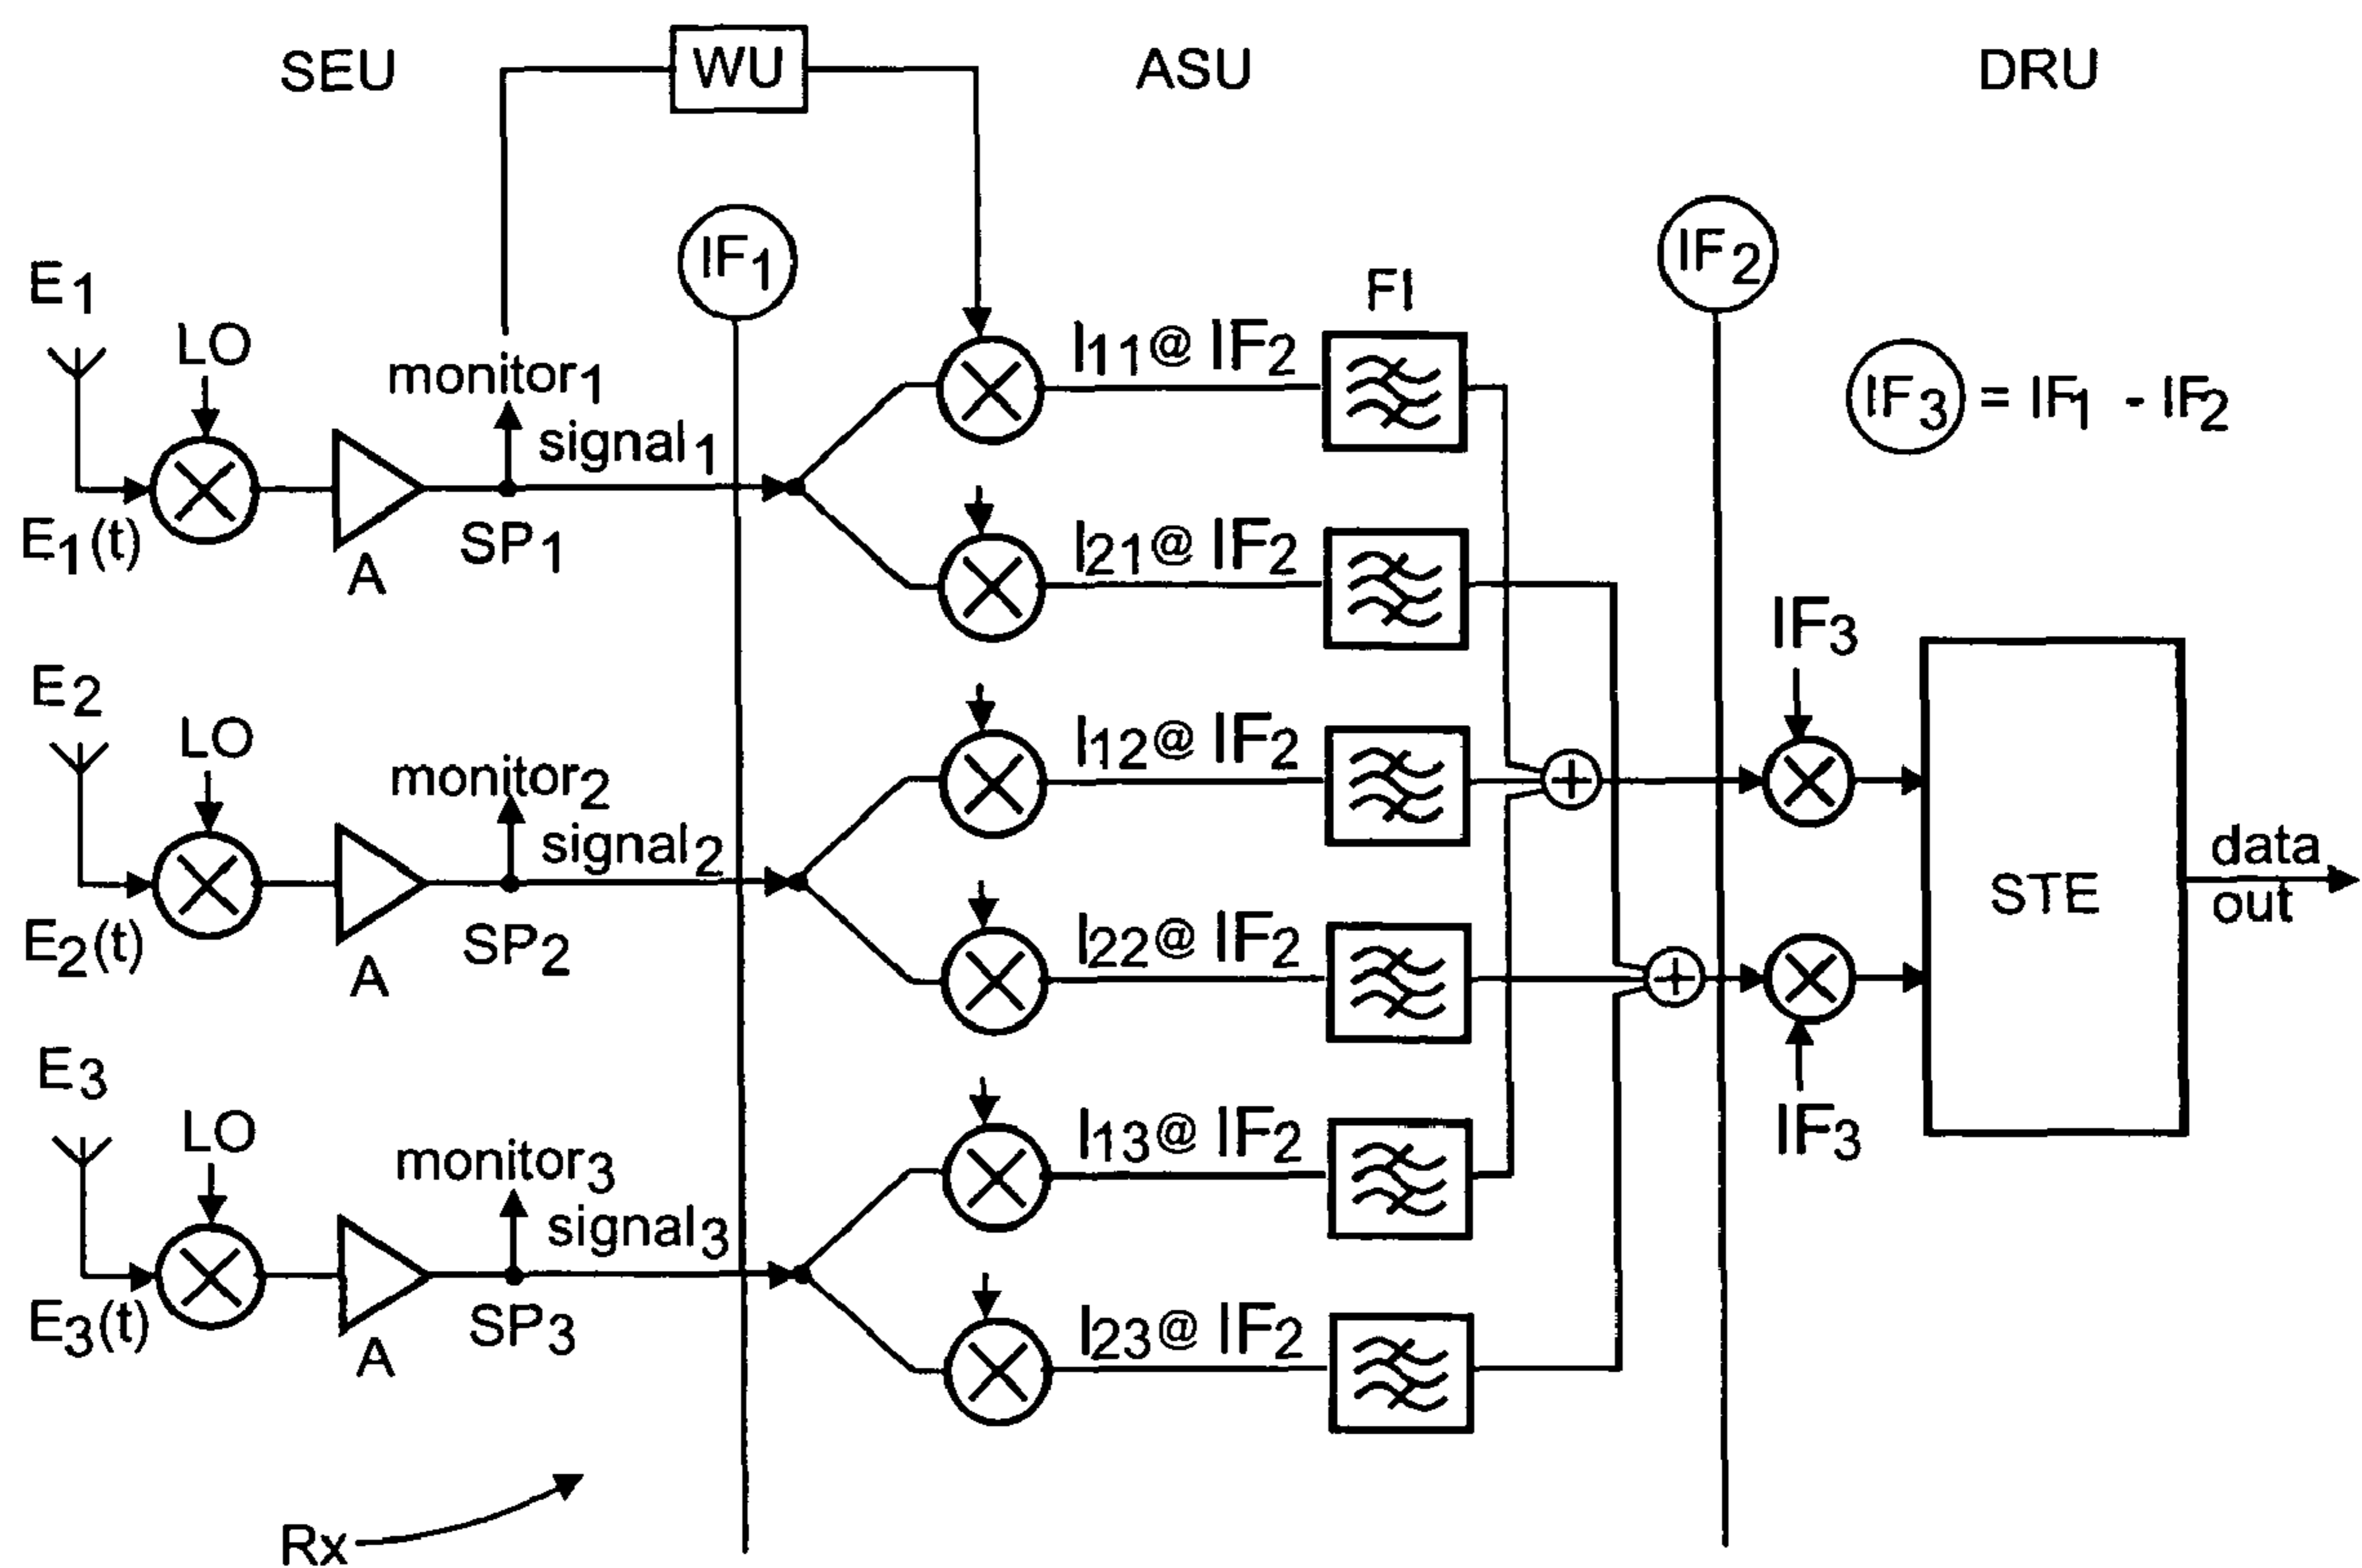 SEU WU ASU DRU
IF1 IF2
E1 LO monitor1 signal1 I11@ IF2 FI IF3 = IF1 - IF2
E1(t) A SP1 I21@ IF2
IF3
E2 LO monitor2 signal2 I12@ IF2
E2(t) A SP2 I22@ IF2 STE data out
E3 LO monitor3 signal3 I13@ IF2 IF3
E3(t) A SP3 I23@ IF2
Rx